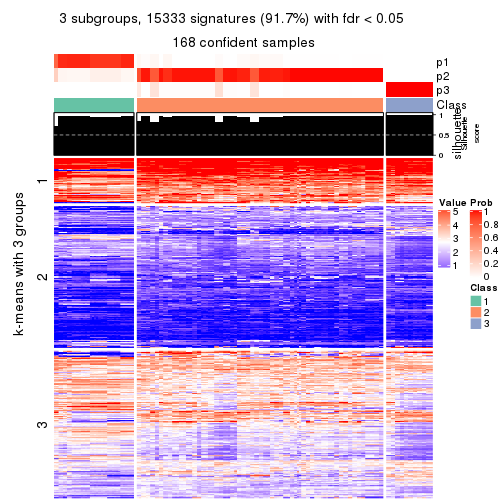 3 subgroups, 15333 signatures (91.7%) with fdr < 0.05
168 confident samples
p1
p2
p3
Class
1
0.5
0
silhouette
Silhouette
score
k-means with 3 groups
1
2
3
Value
5
4
3
2
1
Prob
1
0.8
0.6
0.4
0.2
0
Class
1
2
3